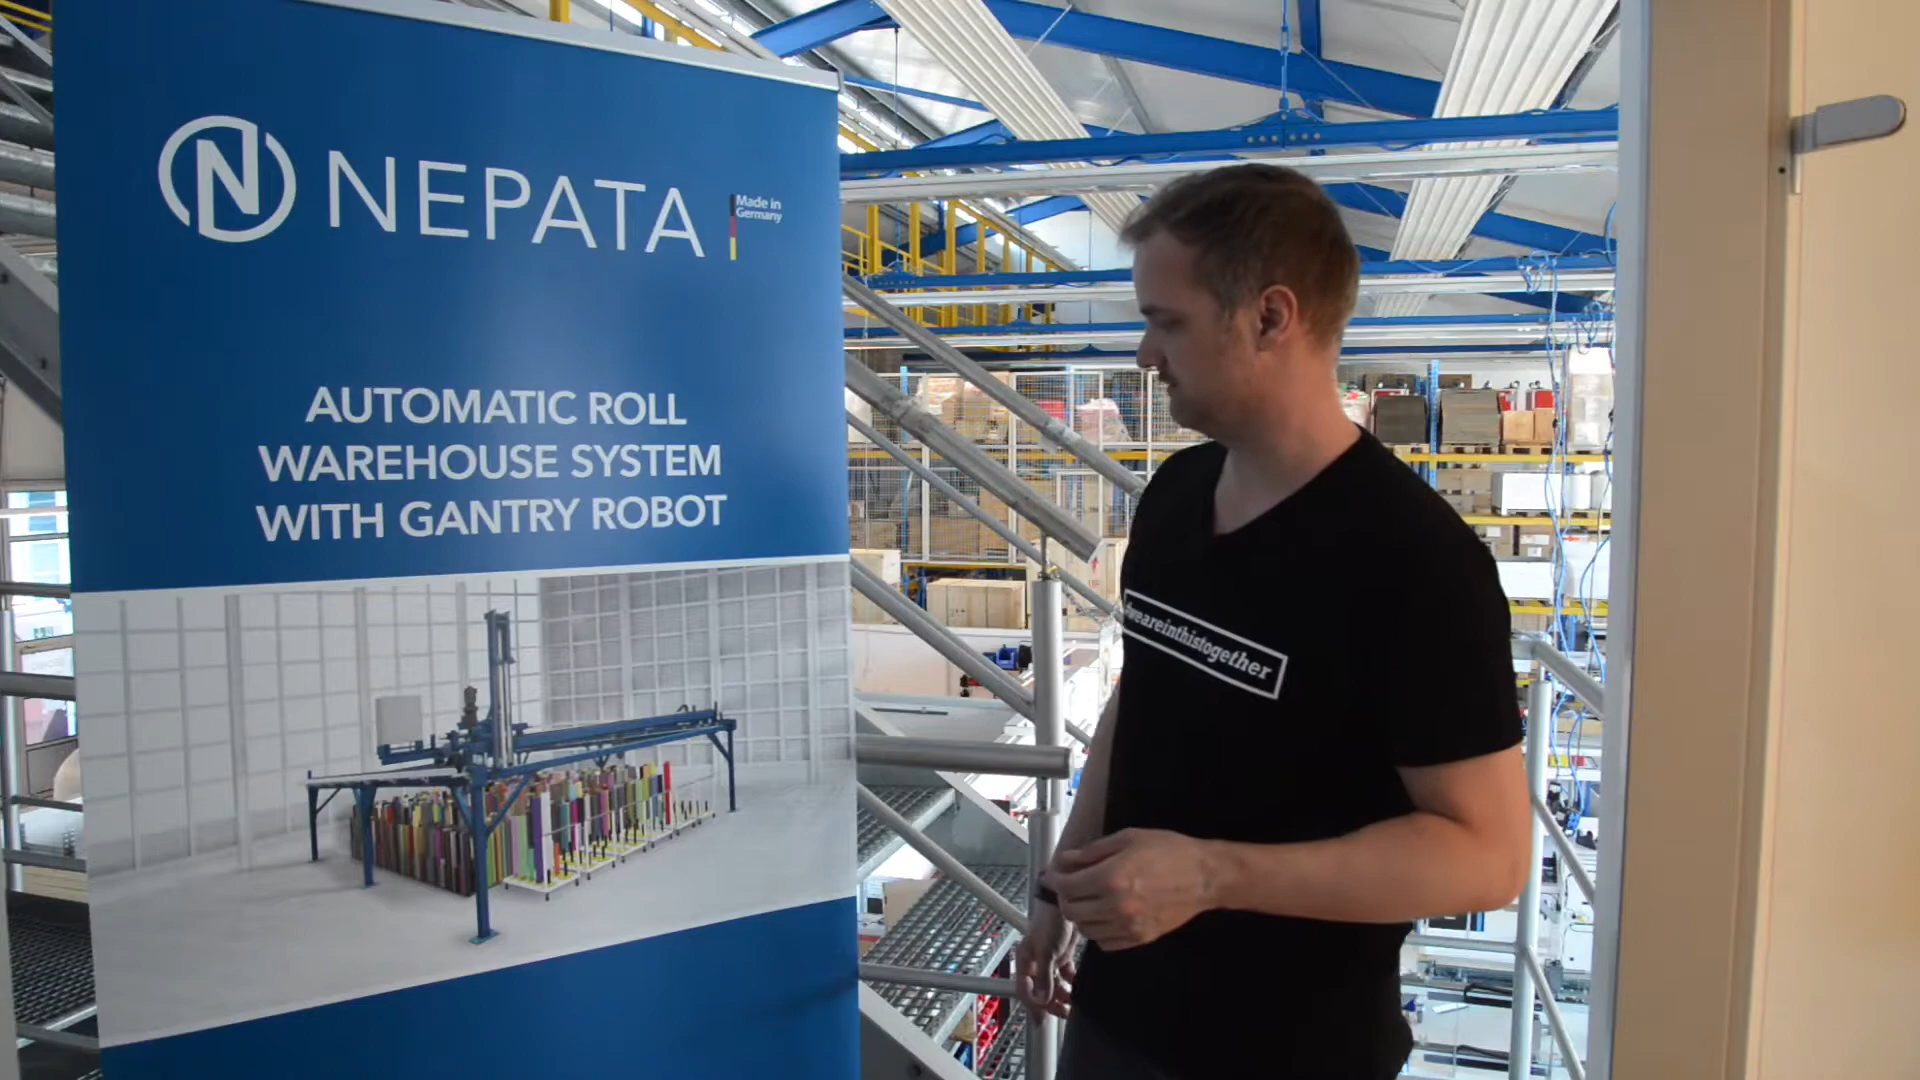 NEPATA
Made in
Germany
AUTOMATIC ROLL
WAREHOUSE SYSTEM
WITH GANTRY ROBOT
#weareinthistogether